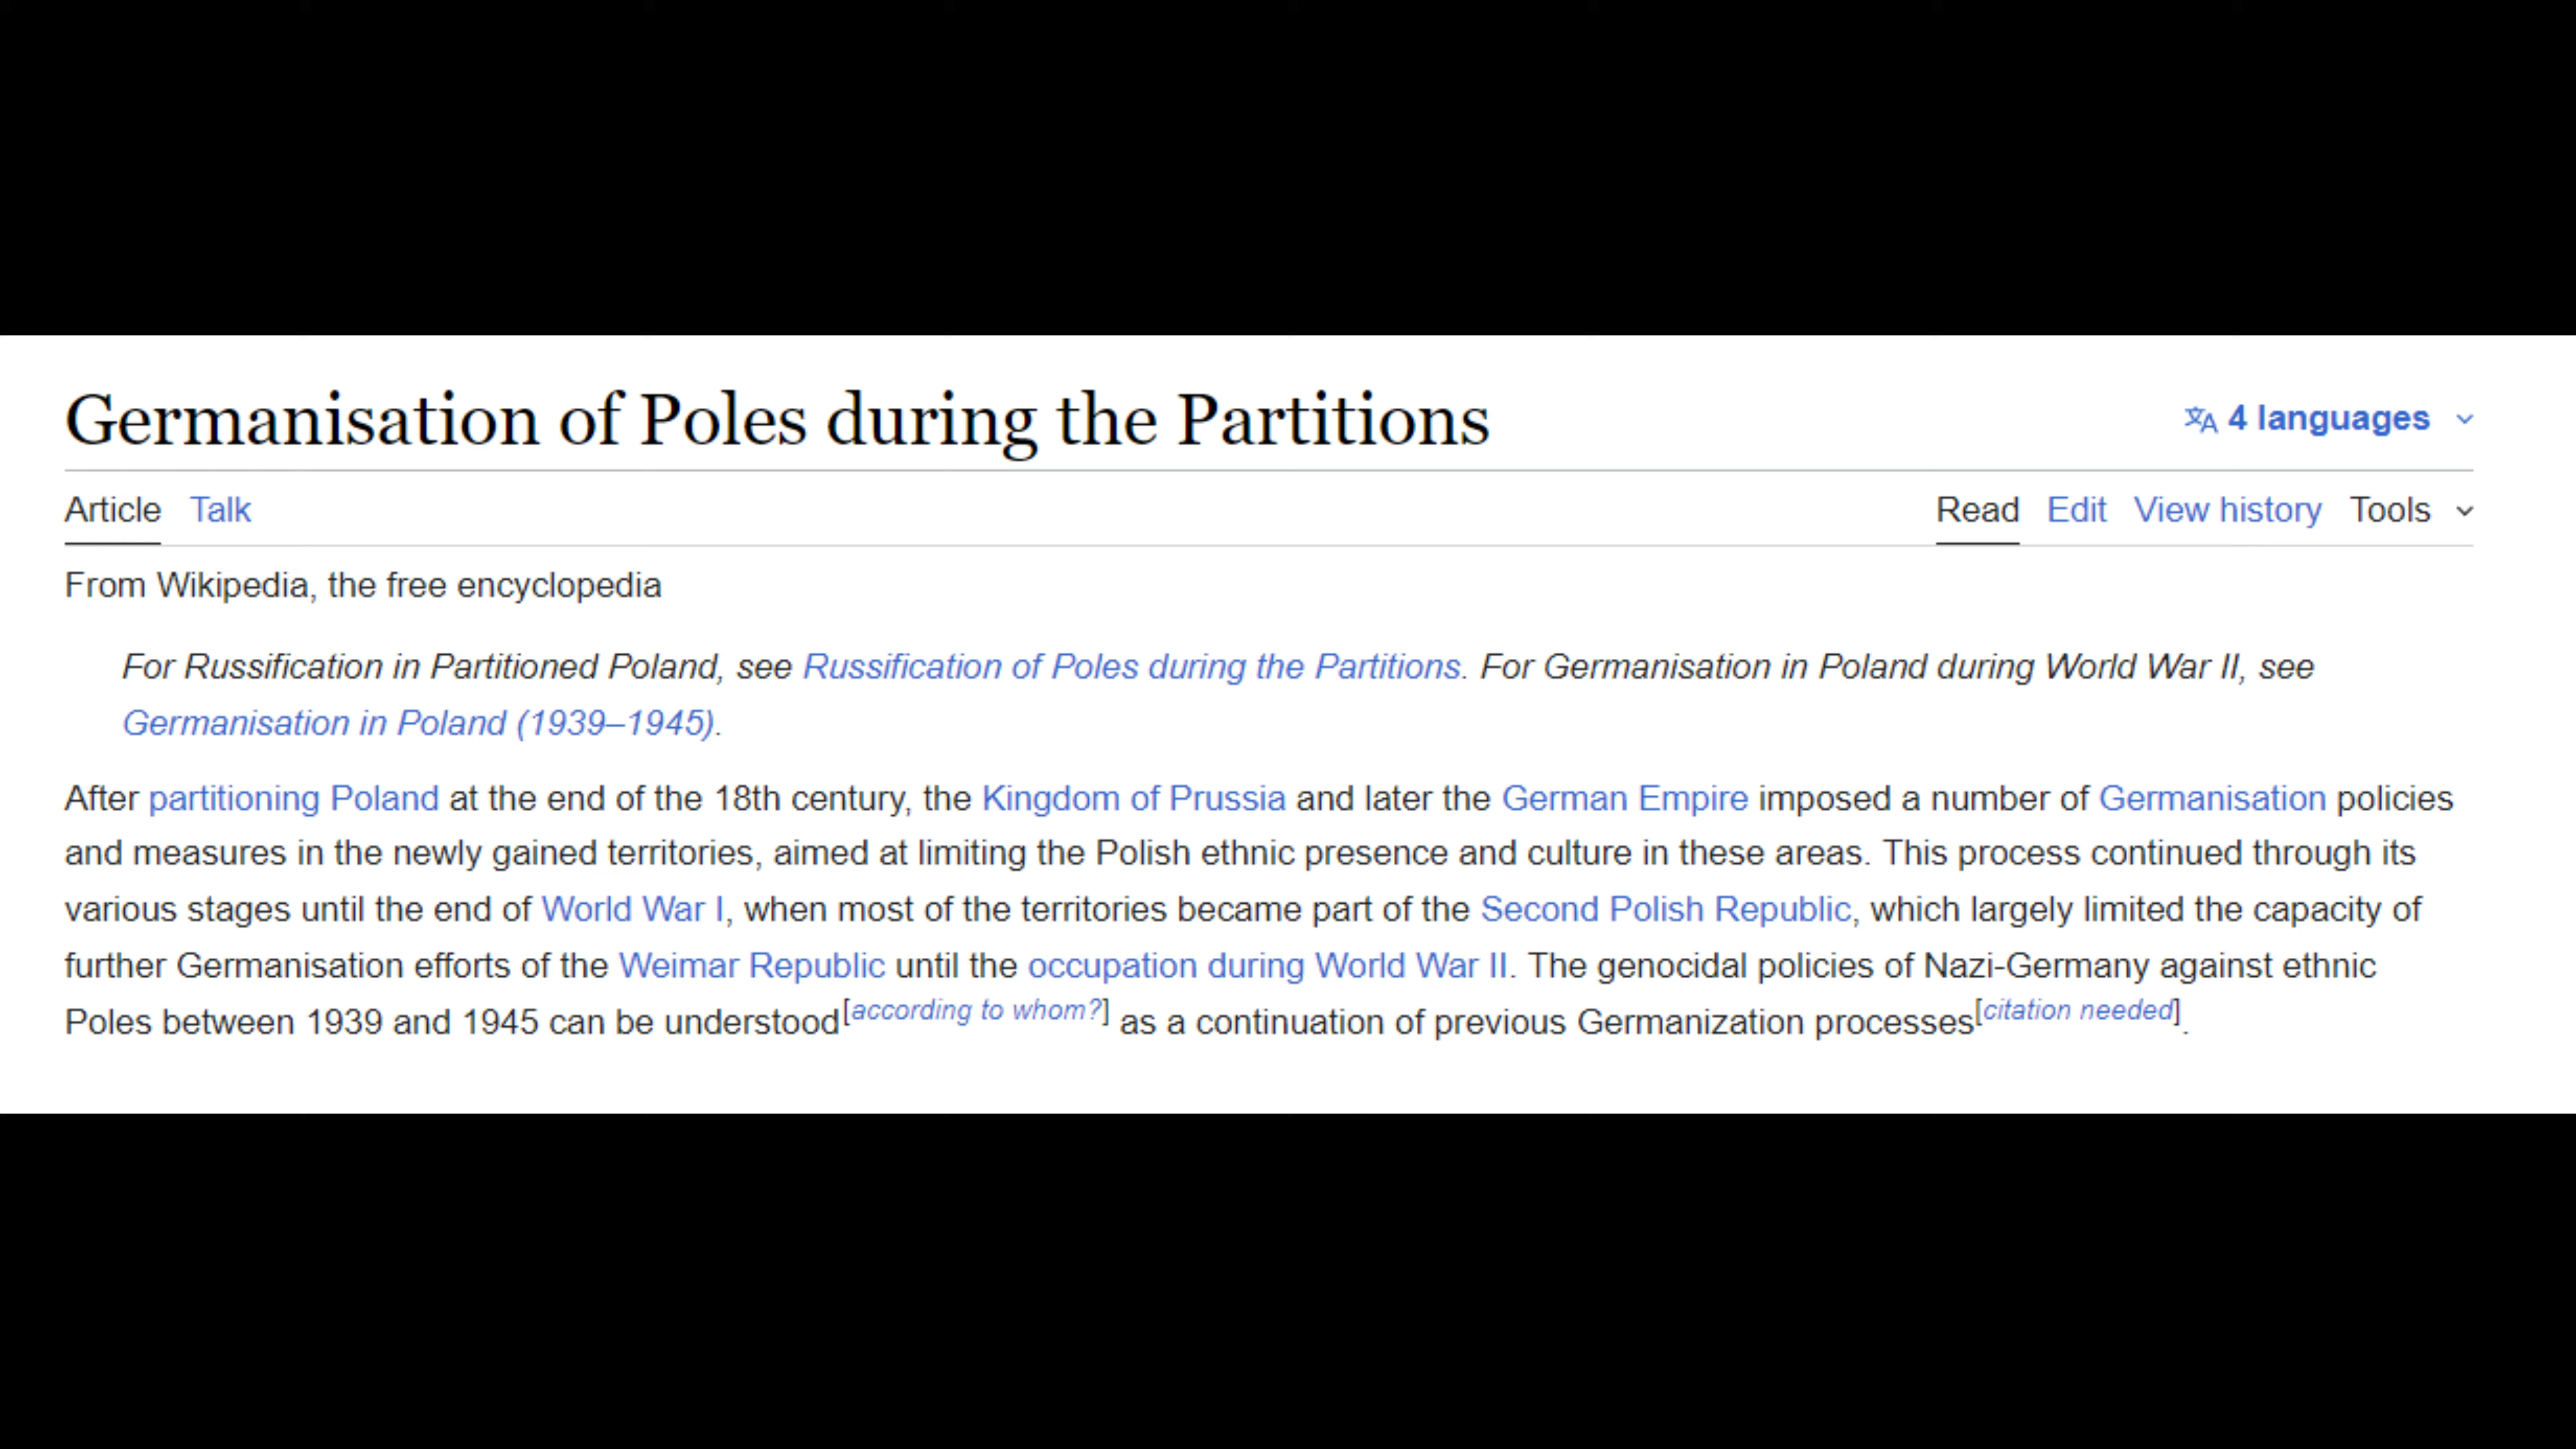 Germanisation of Poles during the Partitions
4 languages
Article Talk
Read Edit View history Tools
From Wikipedia, the free encyclopedia
For Russification in Partitioned Poland, see Russification of Poles during the Partitions. For Germanisation in Poland during World War II, see
Germanisation in Poland (1939–1945).
After partitioning Poland at the end of the 18th century, the Kingdom of Prussia and later the German Empire imposed a number of Germanisation policies
and measures in the newly gained territories, aimed at limiting the Polish ethnic presence and culture in these areas. This process continued through its
various stages until the end of World War I, when most of the territories became part of the Second Polish Republic, which largely limited the capacity of
further Germanisation efforts of the Weimar Republic until the occupation during World War II. The genocidal policies of Nazi-Germany against ethnic
Poles between 1939 and 1945 can be understood[according to whom?] as a continuation of previous Germanization processes[citation needed].